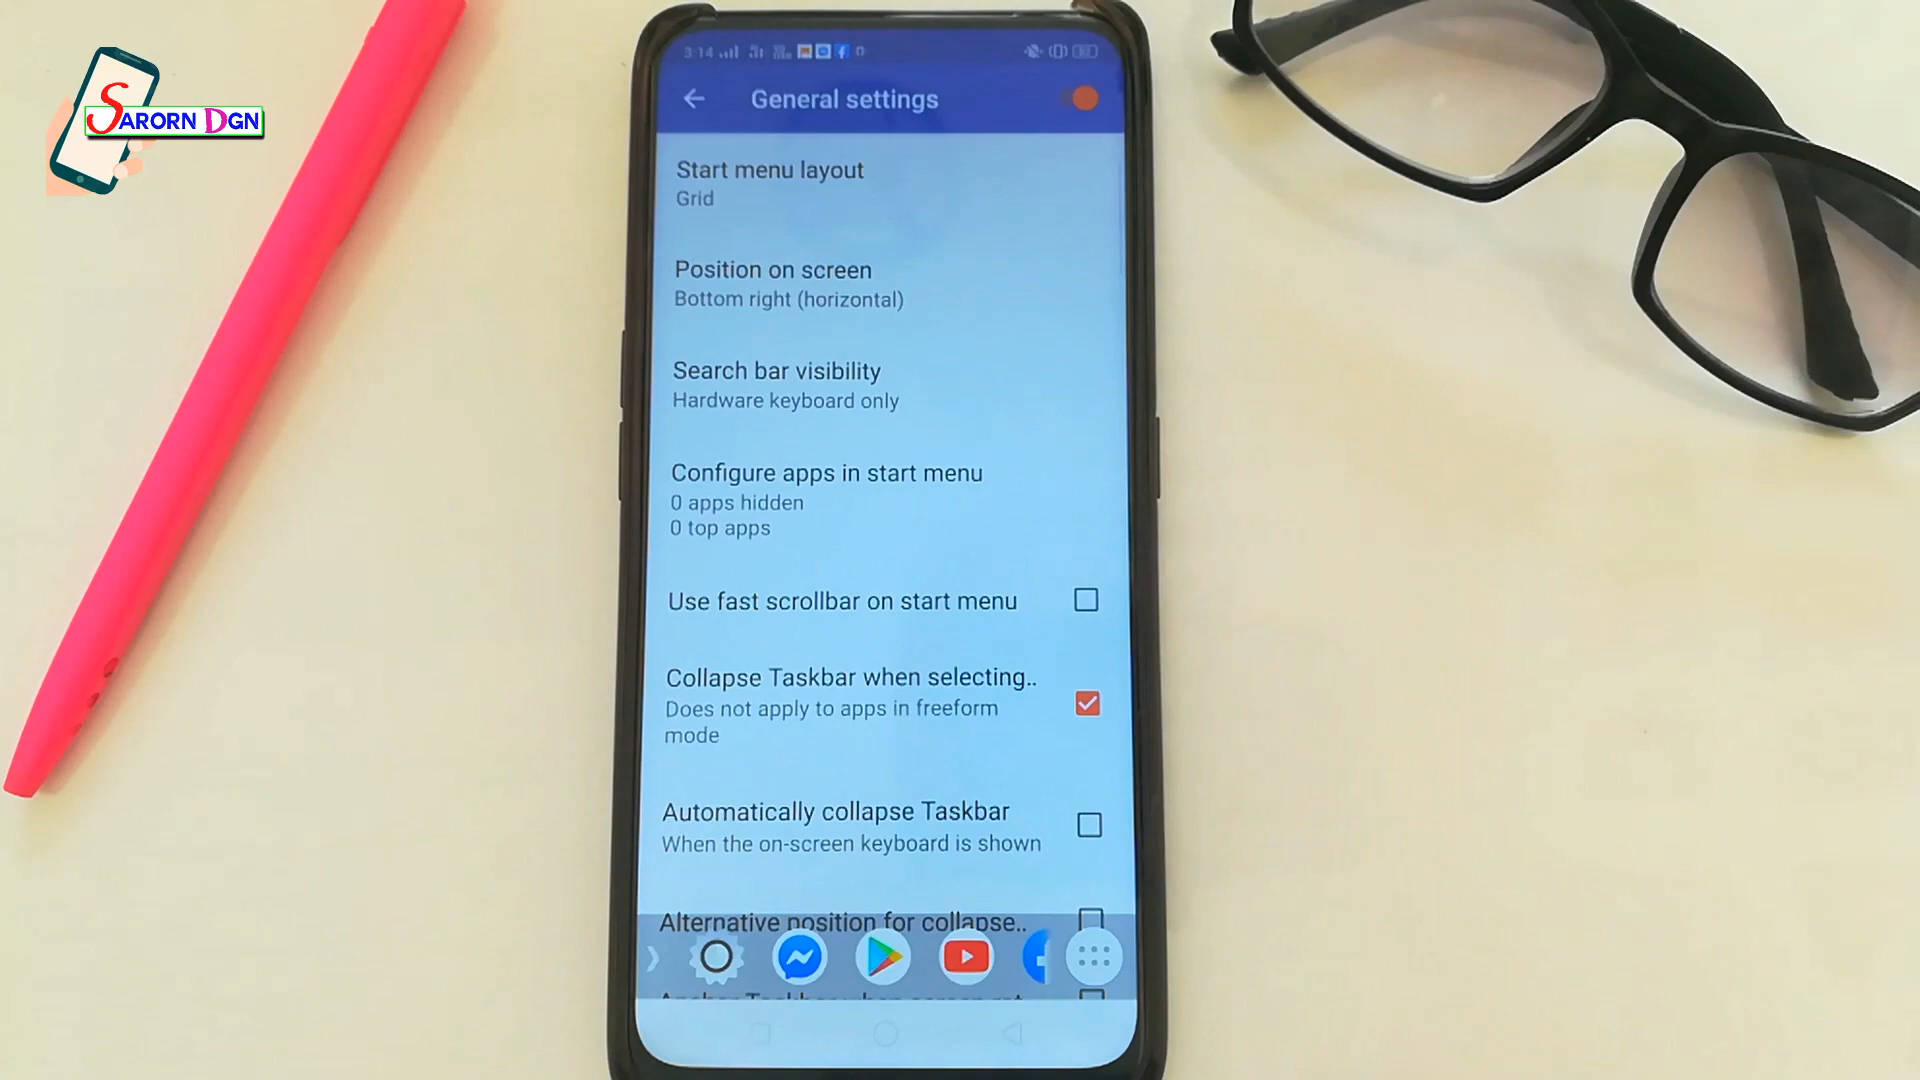 SARORN DGN
3:14
General settings
Start menu layout
Grid
Position on screen
Bottom right (horizontal)
Search bar visibility
Hardware keyboard only
Configure apps in start menu
0 apps hidden
0 top apps
Use fast scrollbar on start menu
Collapse Taskbar when selecting..
Does not apply to apps in freeform
mode
Automatically collapse Taskbar
When the on-screen keyboard is shown
Alternative position for collapse..